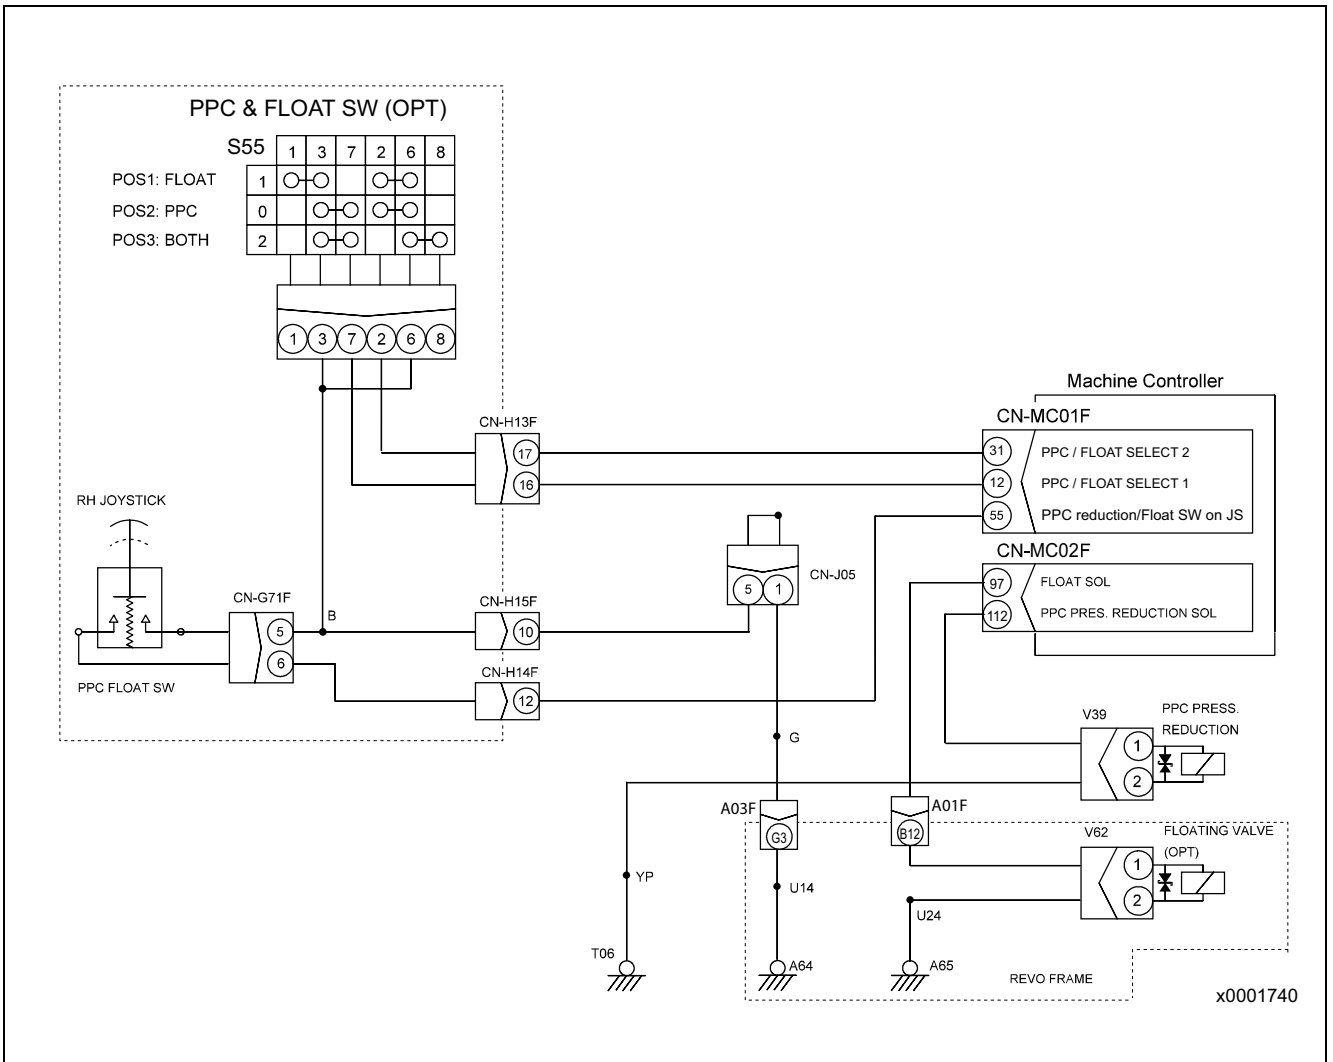 PPC & FLOAT SW (OPT)
S55
1 3 7 2 6 8
POS1: FLOAT 1
POS2: PPC 0
POS3: BOTH 2
1 3 7 2 6 8
Machine Controller
CN-H13F
CN-MC01F
17
31 PPC / FLOAT SELECT 2
16
12 PPC / FLOAT SELECT 1
RH JOYSTICK
55 PPC reduction/Float SW on JS
CN-MC02F
CN-J05
5 1
97 FLOAT SOL
CN-G71F
CN-H15F
112 PPC PRES. REDUCTION SOL
B
5
10
6
CN-H14F
PPC FLOAT SW
12
V39
PPC PRESS.
REDUCTION
G
1
2
A03F
A01F
G3
B12
V62
FLOATING VALVE
(OPT)
1
YP
U14
2
U24
T06
A64
A65
REVO FRAME
x0001740